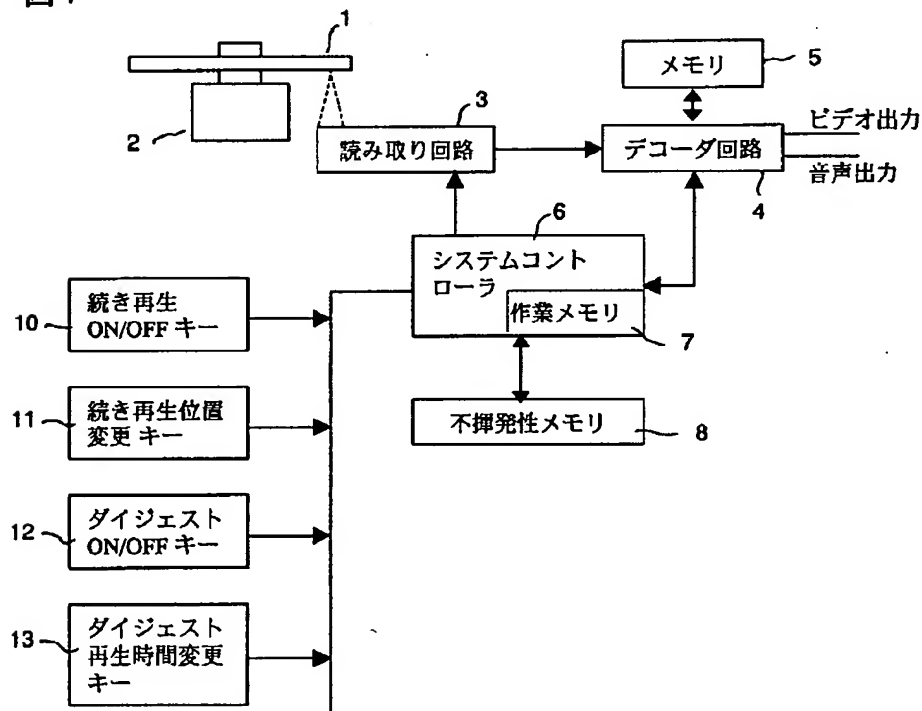 1
メモリ
5
3
2
ビデオ出力
読み取り回路
デコーダ回路
音声出力
4
6
システムコント
ローラ
作業メモリ
7
続き再生
ON/OFF キー
10
続き再生位置
変更 キー
11
不揮発性メモリ
8
ダイジェスト
ON/OFF キー
12
ダイジェスト
再生時間変更
キー
13